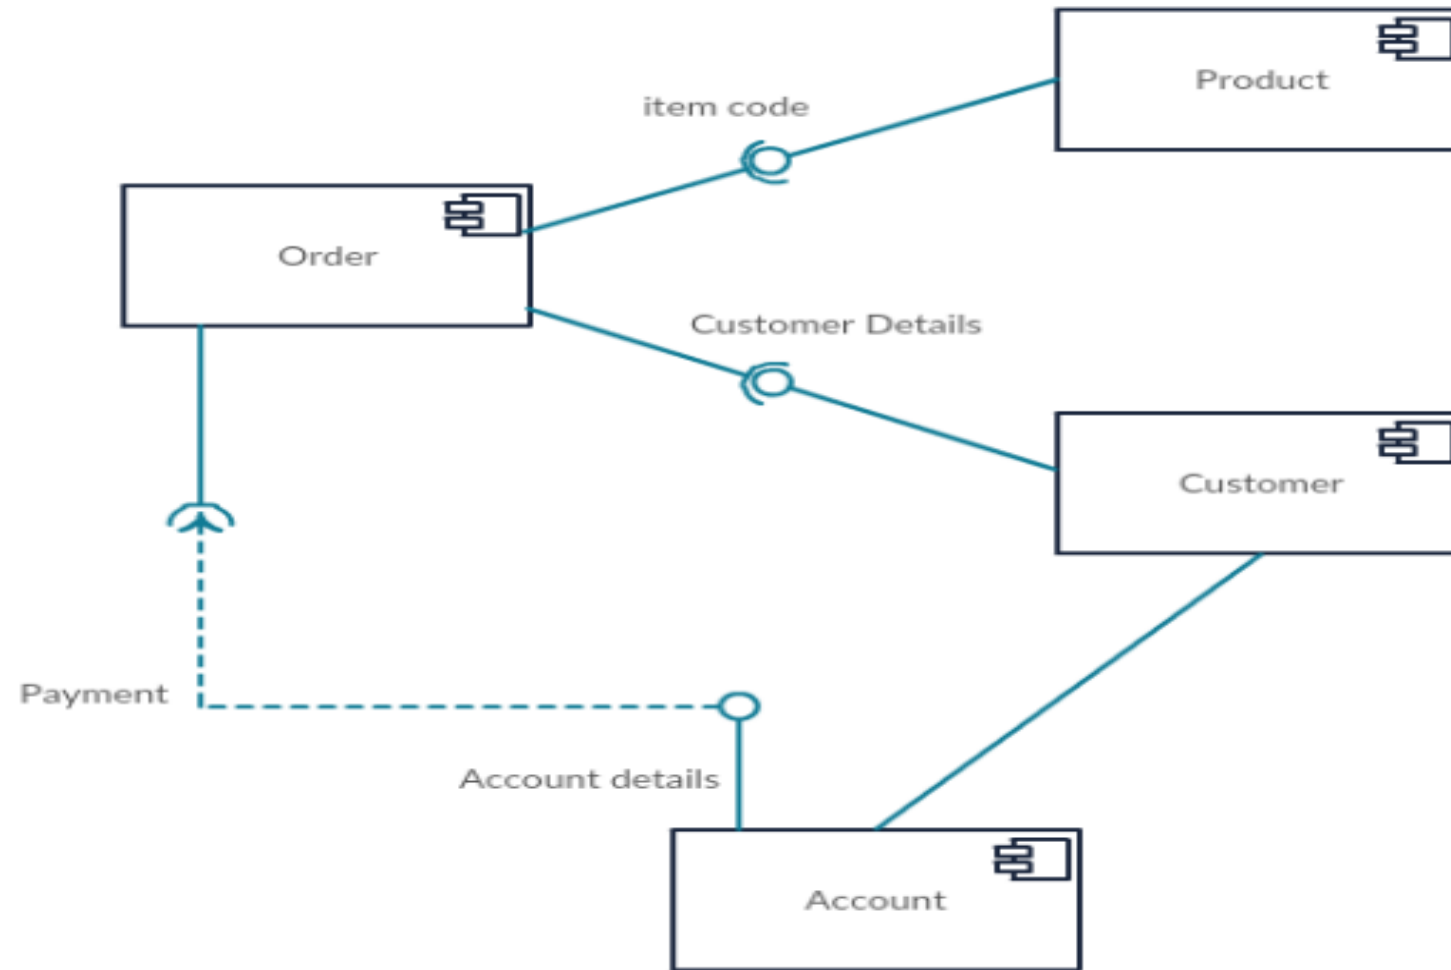 Product
item code
Order
Customer Details
Customer
Payment
Account details
Account